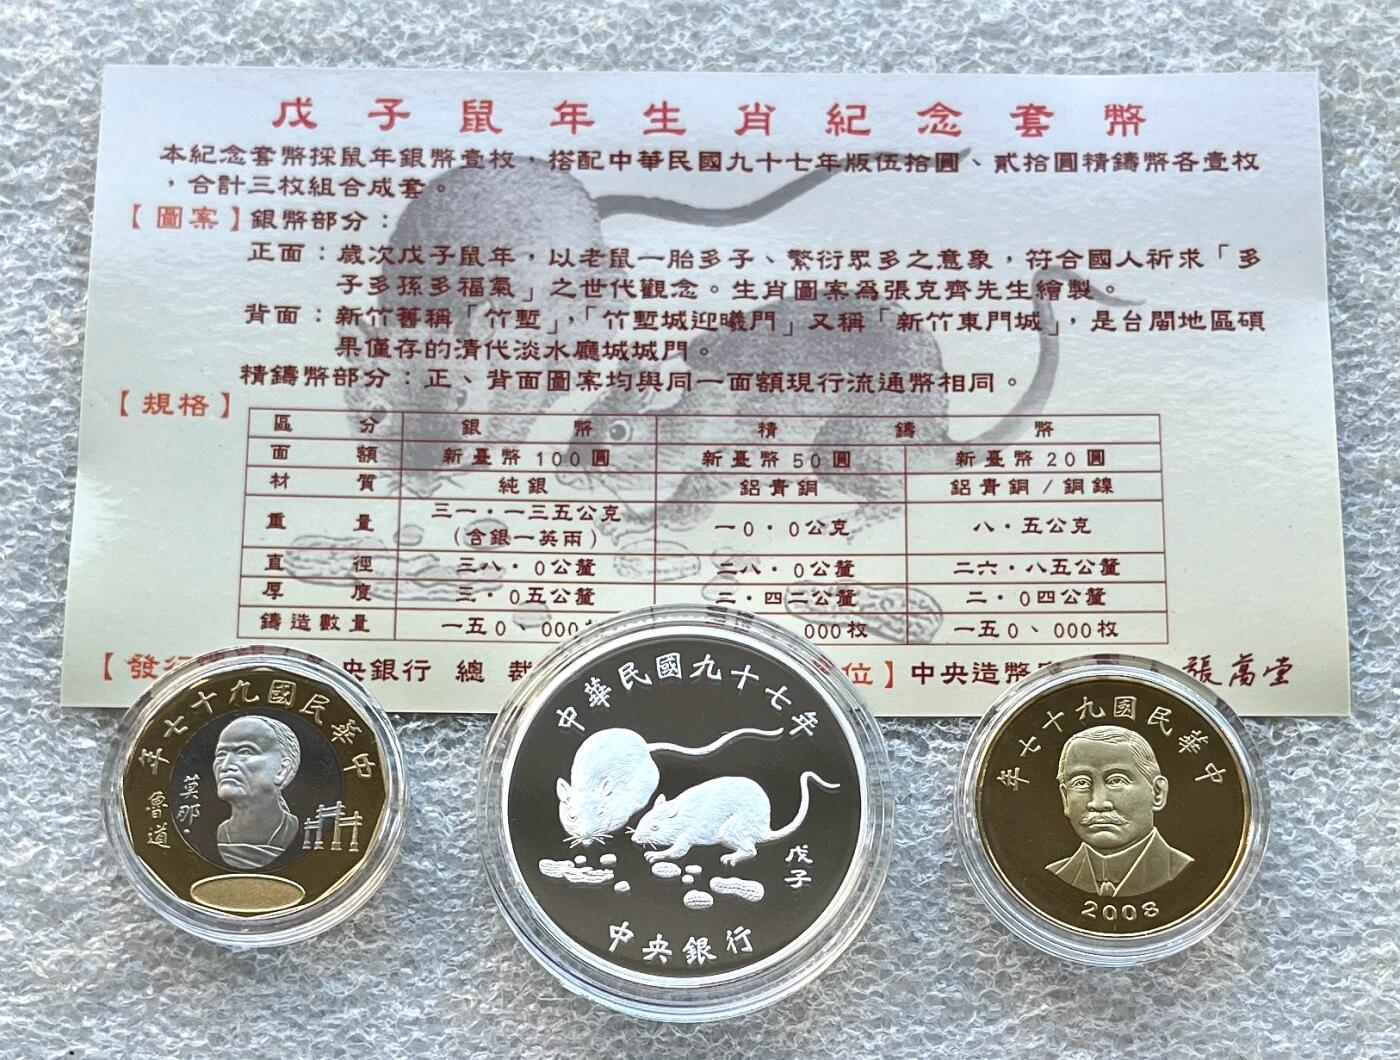 戊子鼠年生肖紀念套幣
本紀念套幣採鼠年銀幣壹枚，搭配中華民國九十七年版伍拾圓、貳拾圓精鑄幣各壹枚
，合計三枚組合成套。
【圖案】銀幣部分：
正面：歲次戊子鼠年，以老鼠一胎多子、繁衍眾多之意象，符合國人祈求「多
子多孫多福氣」之世代觀念。生肖圖案為張克齊先生繪製。
背面：新竹舊稱「竹塹」，「竹塹城迎曦門」又稱「新竹東門城」，是台閩地區碩
果僅存的清代淡水廳城城門。
精鑄幣部分：正、背面圖案均與同一面額現行流通幣相同。
【規格】
區分 銀幣 精鑄幣
面額 新臺幣100圓 新臺幣50圓 新臺幣20圓
材質 純銀 鋁青銅 鋁青銅/銅鎳
重量 三一．一三五公克 一0．0公克 八．五公克
（含銀一英兩）
直徑 三八．0公釐 二八．0公釐 二六．八五公釐
厚度 三．0五公釐 二．四二公釐 二．0四公釐
鑄造數量 一五0、000 000枚 一五0、000枚
【發行 央銀行 總裁 位】中央造幣 張萬堂
中華民國九十七年
莫那．
魯道
中華民國九十七年
戊子
中央銀行
中華民國九十七年
2008